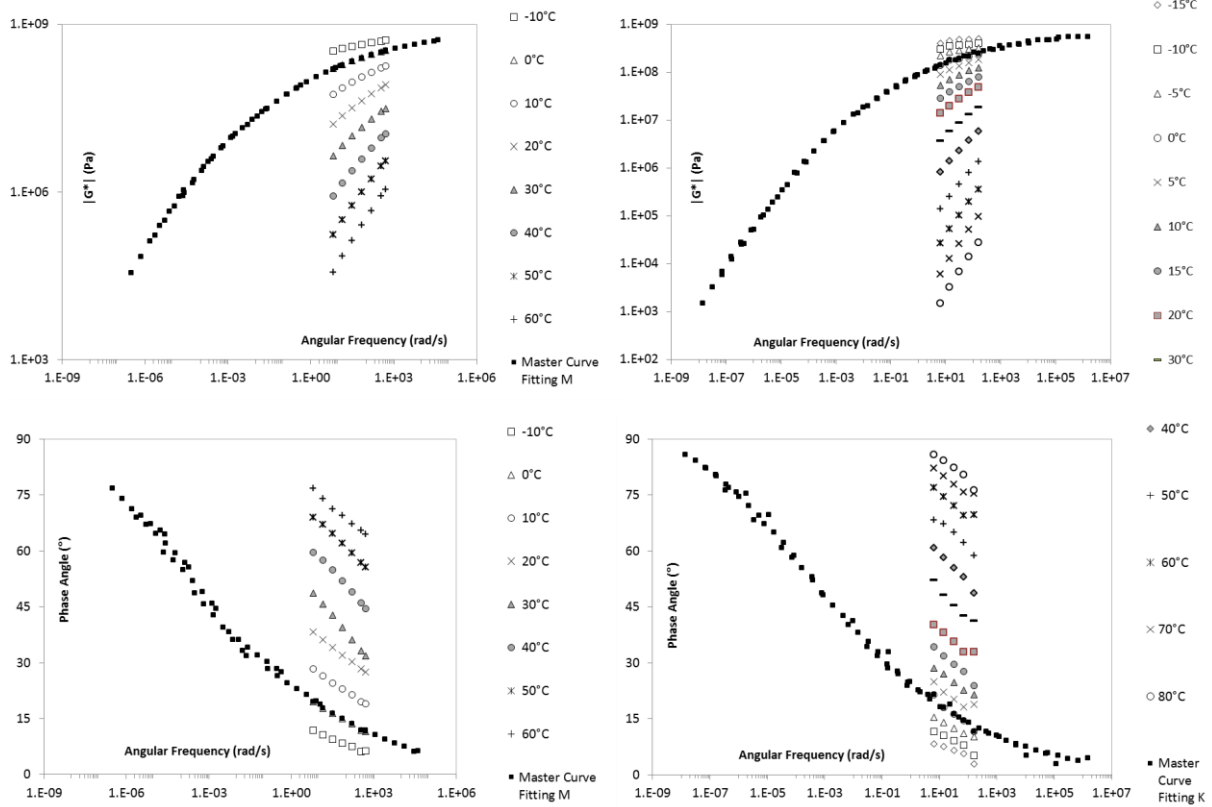 1.E+09
1.E+06
1.E+03
|G*| (Pa)
Angular Frequency (rad/s)
1.E-09 1.E-06 1.E-03 1.E+00 1.E+03 1.E+06
-10°C
0°C
10°C
20°C
30°C
40°C
50°C
60°C
Master Curve
Fitting M
1.E+09
1.E+08
1.E+07
1.E+06
1.E+05
1.E+04
1.E+03
1.E+02
|G*| (Pa)
Angular Frequency (rad/s)
1.E-09 1.E-07 1.E-05 1.E-03 1.E-01 1.E+01 1.E+03 1.E+05 1.E+07
-15°C
-10°C
-5°C
0°C
5°C
10°C
15°C
20°C
30°C
90
75
60
45
30
15
0
Phase Angle (°)
Angular Frequency (rad/s)
1.E-09 1.E-06 1.E-03 1.E+00 1.E+03 1.E+06
-10°C
0°C
10°C
20°C
30°C
40°C
50°C
60°C
Master Curve
Fitting M
90
75
60
45
30
15
0
Phase Angle (°)
Angular Frequency (rad/s)
1.E-09 1.E-07 1.E-05 1.E-03 1.E-01 1.E+01 1.E+03 1.E+05 1.E+07
40°C
50°C
60°C
70°C
80°C
Master
Curve
Fitting K